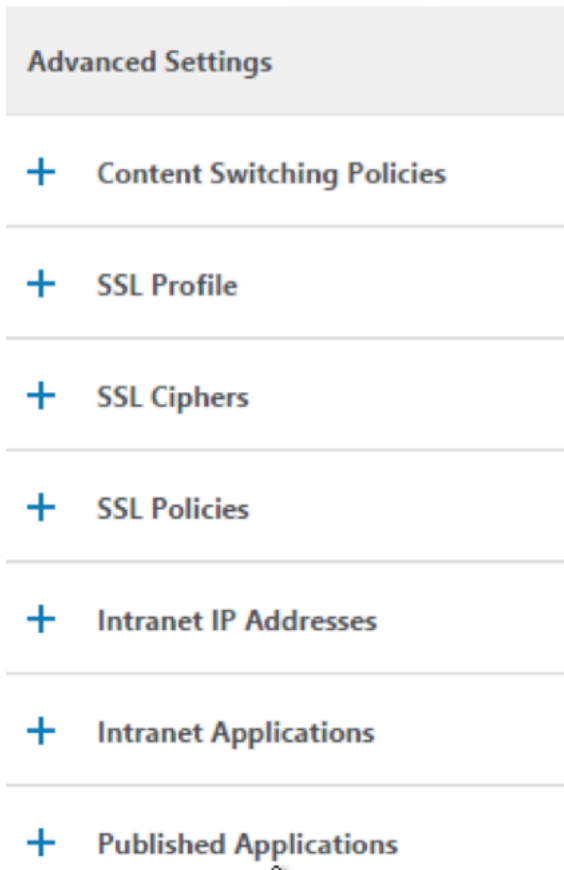 Advanced Settings
+ Content Switching Policies
+ SSL Profile
+ SSL Ciphers
+ SSL Policies
+ Intranet IP Addresses
+ Intranet Applications
+ Published Applications